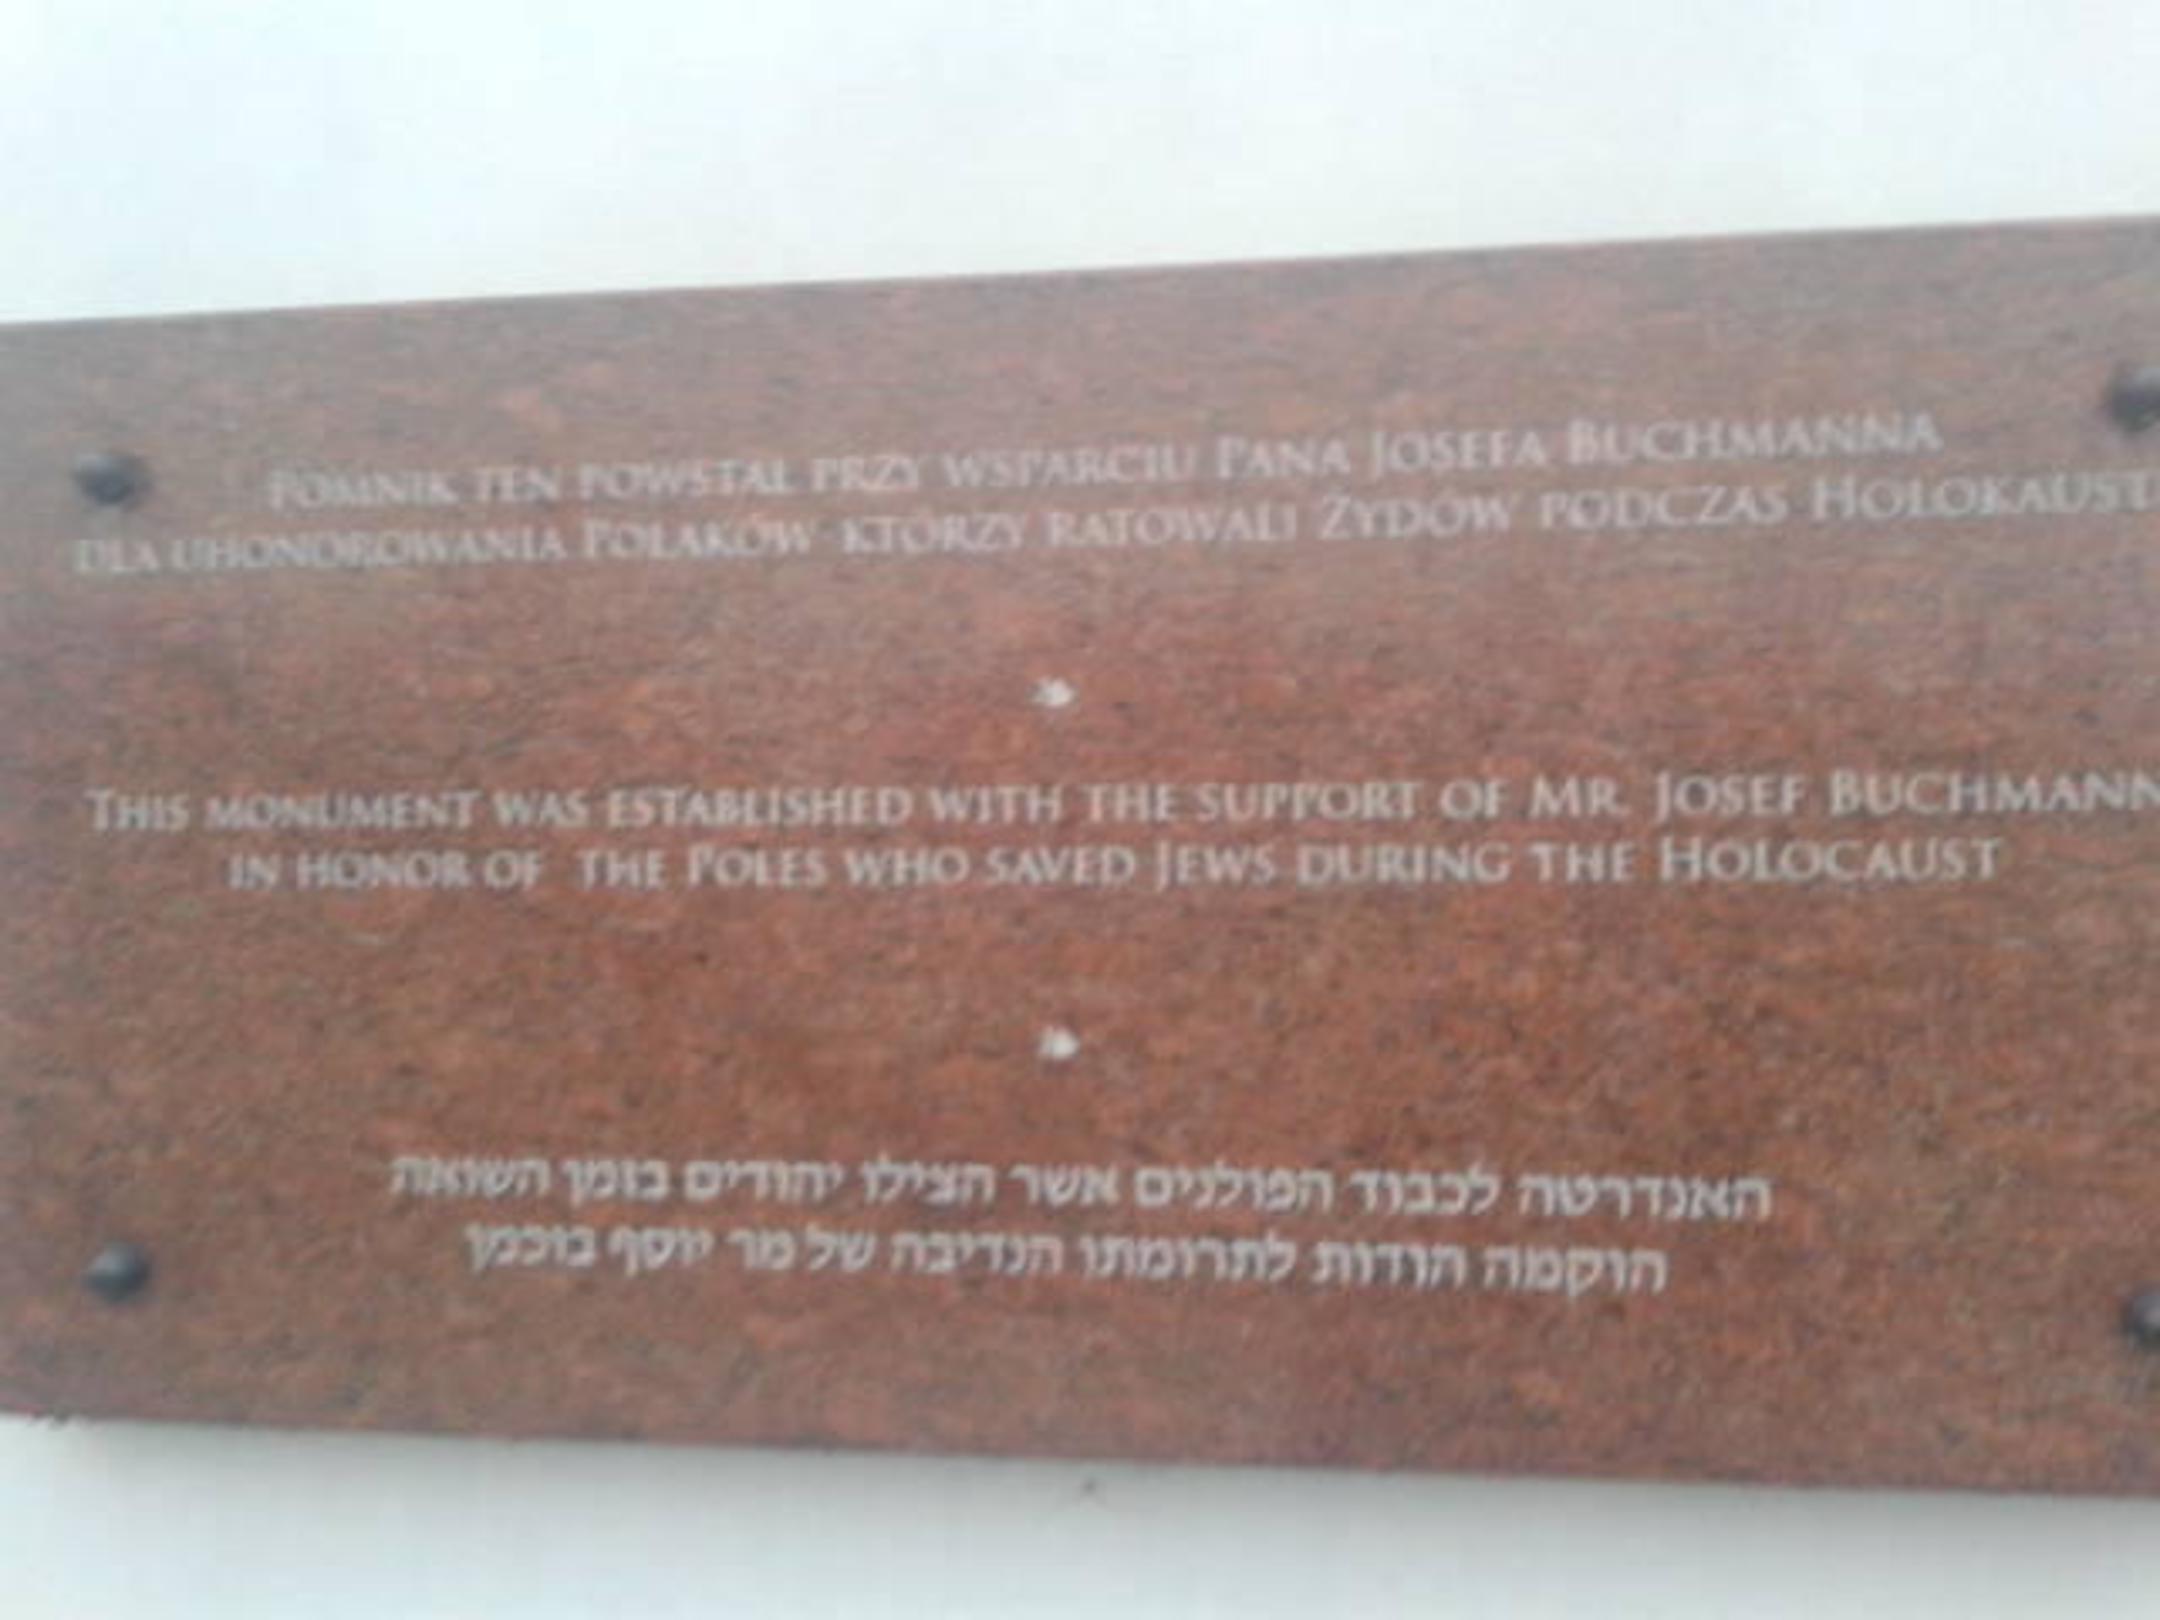 Pomnik ten powstał przy wsparciu Pana Josefa Buchmanna
dla uhonorowania Polaków którzy ratowali Żydów podczas Holokaust
This monument was established with the support of Mr. Josef Buchmann
in honor of the Poles who saved Jews during the Holocaust
האנדרטה לכבוד הפולנים אשר הצילו יהודים בזמן השואה
הוקמה הודות לתרומתו הנדיבה של מר יוסף בוכמן